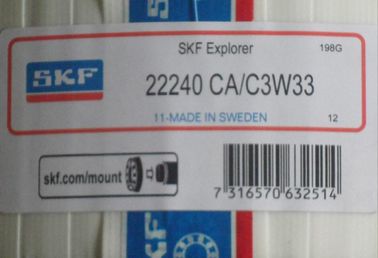 SKF Explorer
198G
SKF
22240 CA/C3W33
11-MADE IN SWEDEN
12
skf.com/mount
7 316570 632514